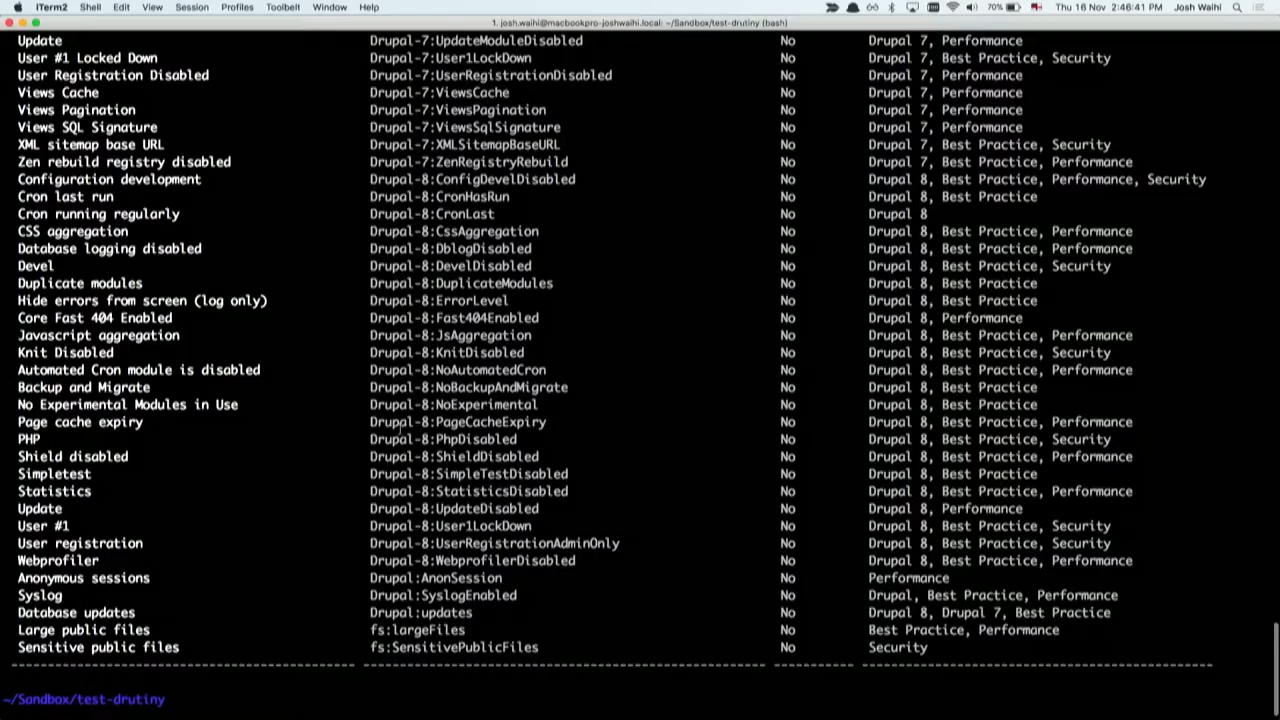 iTerm2 Shell Edit View Session Profiles Toolbelt Window Help 70% Thu 16 Nov 2:46:41 PM Josh Waihi
1. josh.waihi@macbookpro-joshwaihi.local: ~/Sandbox/test-drutiny (bash)
Update Drupal-7:UpdateModuleDisabled No Drupal 7, Performance
User #1 Locked Down Drupal-7:User1LockDown No Drupal 7, Best Practice, Security
User Registration Disabled Drupal-7:UserRegistrationDisabled No Drupal 7, Performance
Views Cache Drupal-7:ViewsCache No Drupal 7, Performance
Views Pagination Drupal-7:ViewsPagination No Drupal 7, Performance
Views SQL Signature Drupal-7:ViewsSqlSignature No Drupal 7, Performance
XML sitemap base URL Drupal-7:XMLSitemapBaseURL No Drupal 7, Best Practice, Security
Zen rebuild registry disabled Drupal-7:ZenRegistryRebuild No Drupal 7, Best Practice, Performance
Configuration development Drupal-8:ConfigDevelDisabled No Drupal 8, Best Practice, Performance, Security
Cron last run Drupal-8:CronHasRun No Drupal 8, Best Practice
Cron running regularly Drupal-8:CronLast No Drupal 8
CSS aggregation Drupal-8:CssAggregation No Drupal 8, Best Practice, Performance
Database logging disabled Drupal-8:DblogDisabled No Drupal 8, Best Practice, Performance
Devel Drupal-8:DevelDisabled No Drupal 8, Best Practice, Security
Duplicate modules Drupal-8:DuplicateModules No Drupal 8, Best Practice
Hide errors from screen (log only) Drupal-8:ErrorLevel No Drupal 8, Best Practice
Core Fast 404 Enabled Drupal-8:Fast404Enabled No Drupal 8, Performance
Javascript aggregation Drupal-8:JsAggregation No Drupal 8, Best Practice, Performance
Knit Disabled Drupal-8:KnitDisabled No Drupal 8, Best Practice, Security
Automated Cron module is disabled Drupal-8:NoAutomatedCron No Drupal 8, Best Practice, Performance
Backup and Migrate Drupal-8:NoBackupAndMigrate No Drupal 8, Best Practice
No Experimental Modules in Use Drupal-8:NoExperimental No Drupal 8, Best Practice
Page cache expiry Drupal-8:PageCacheExpiry No Drupal 8, Best Practice, Performance
PHP Drupal-8:PhpDisabled No Drupal 8, Best Practice, Security
Shield disabled Drupal-8:ShieldDisabled No Drupal 8, Best Practice, Performance
Simpletest Drupal-8:SimpleTestDisabled No Drupal 8, Best Practice
Statistics Drupal-8:StatisticsDisabled No Drupal 8, Best Practice, Performance
Update Drupal-8:UpdateDisabled No Drupal 8, Performance
User #1 Drupal-8:User1LockDown No Drupal 8, Best Practice, Security
User registration Drupal-8:UserRegistrationAdminOnly No Drupal 8, Best Practice, Security
Webprofiler Drupal-8:WebprofilerDisabled No Drupal 8, Best Practice, Performance
Anonymous sessions Drupal:AnonSession No Performance
Syslog Drupal:SyslogEnabled No Drupal, Best Practice, Performance
Database updates Drupal:updates No Drupal 8, Drupal 7, Best Practice
Large public files fs:largeFiles No Best Practice, Performance
Sensitive public files fs:SensitivePublicFiles No Security
~/Sandbox/test-drutiny